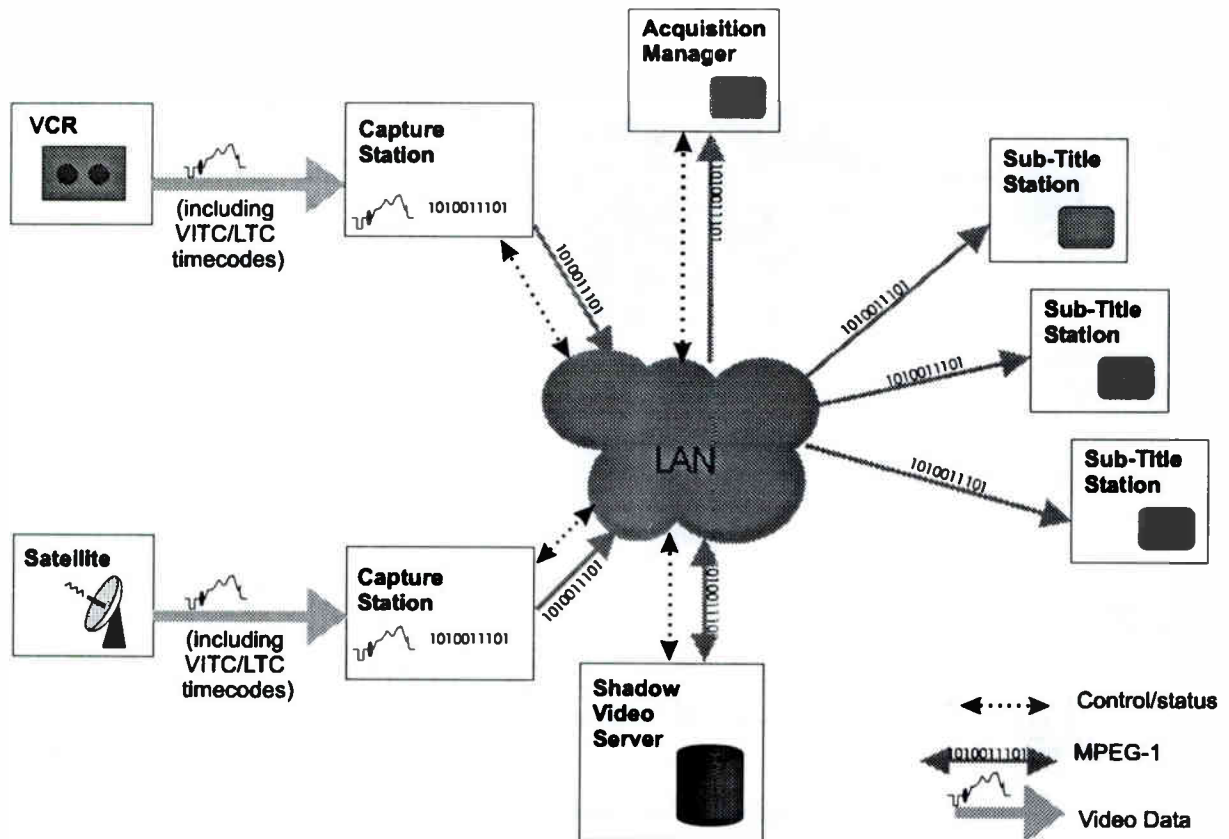 Acquisition
Manager
VCR
(including
VITC/LTC
timecodes)
Capture
Station
1010011101
1010011101
1010011101
Sub-Title
Station
1010011101
Sub-Title
Station
1010011101
Sub-Title
Station
1010011101
LAN
Satellite
(including
VITC/LTC
timecodes)
Capture
Station
1010011101
1010011101
1010011101
Shadow
Video
Server
Control/status
1010011101
MPEG-1
Video Data